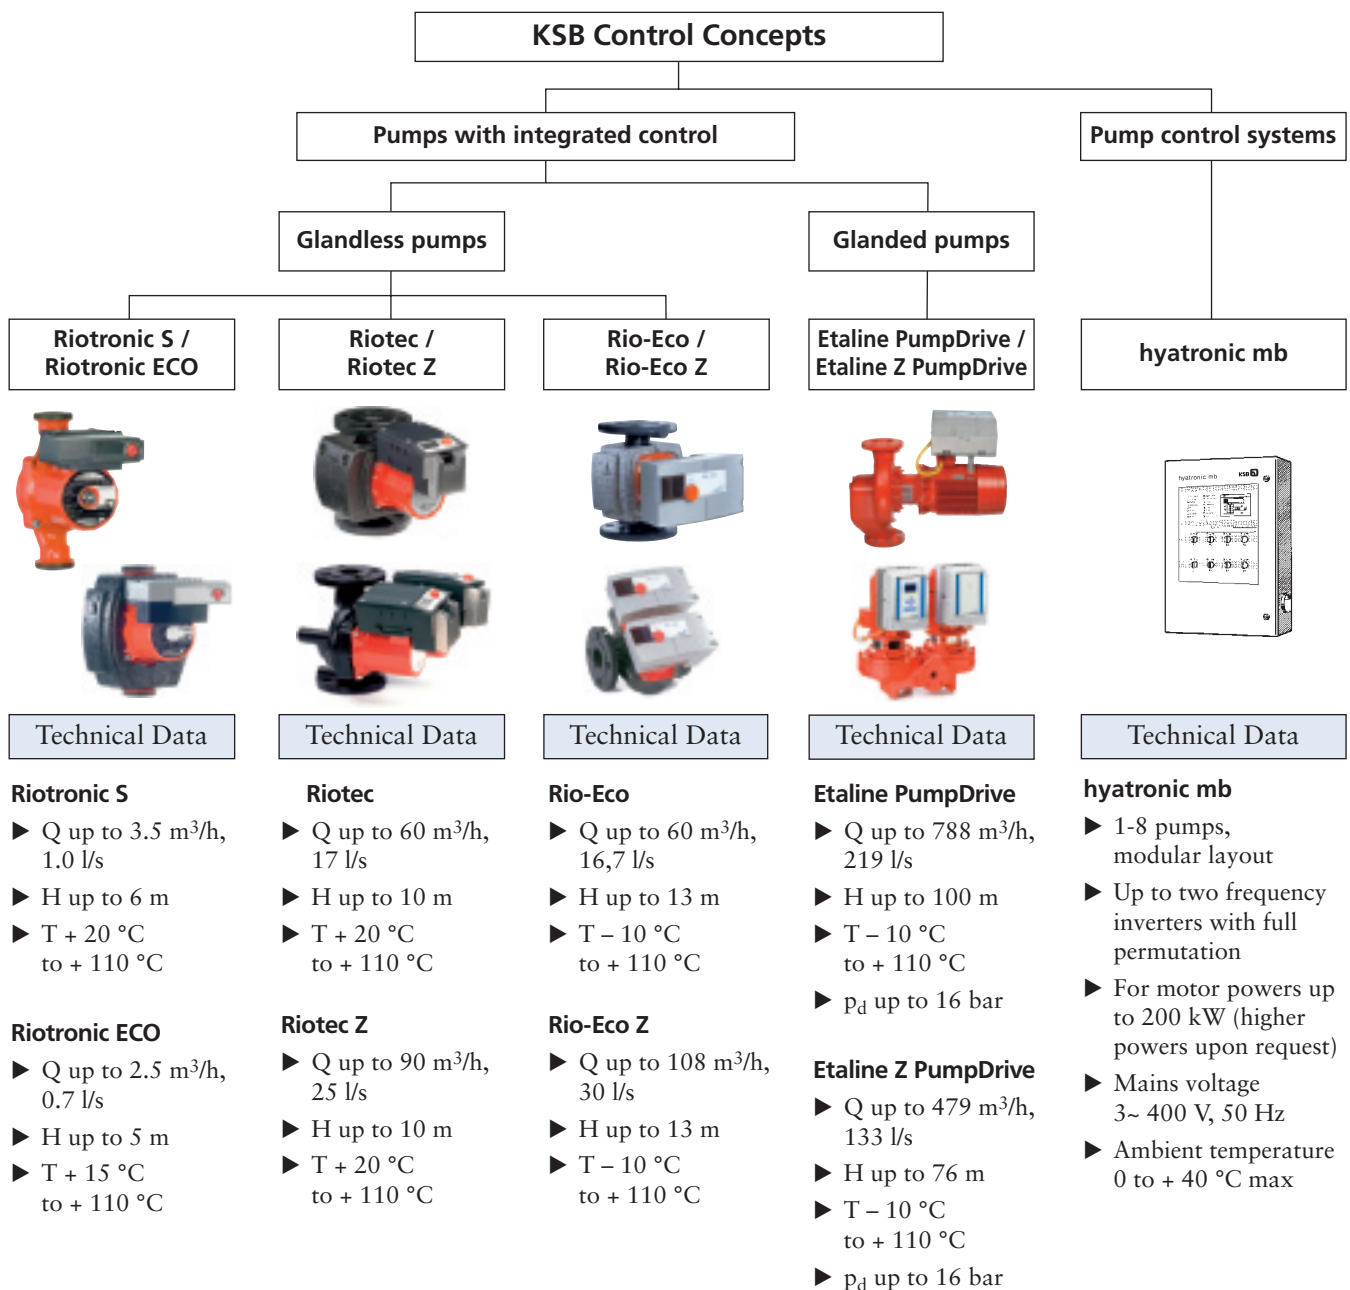 KSB Control Concepts
Pumps with integrated control
Pump control systems
Glandless pumps
Glanded pumps
Riotronic S /
Riotronic ECO
Riotec /
Riotec Z
Rio-Eco /
Rio-Eco Z
Etaline PumpDrive /
Etaline Z PumpDrive
hyatronic mb
hyatronic mb
KSB
Technical Data
Technical Data
Technical Data
Technical Data
Technical Data
Riotronic S
▶ Q up to 3.5 m³/h,
1.0 l/s
▶ H up to 6 m
▶ T + 20 °C
to + 110 °C
Riotronic ECO
▶ Q up to 2.5 m³/h,
0.7 l/s
▶ H up to 5 m
▶ T + 15 °C
to + 110 °C
Riotec
▶ Q up to 60 m³/h,
17 l/s
▶ H up to 10 m
▶ T + 20 °C
to + 110 °C
Riotec Z
▶ Q up to 90 m³/h,
25 l/s
▶ H up to 10 m
▶ T + 20 °C
to + 110 °C
Rio-Eco
▶ Q up to 60 m³/h,
16,7 l/s
▶ H up to 13 m
▶ T – 10 °C
to + 110 °C
Rio-Eco Z
▶ Q up to 108 m³/h,
30 l/s
▶ H up to 13 m
▶ T – 10 °C
to + 110 °C
Etaline PumpDrive
▶ Q up to 788 m³/h,
219 l/s
▶ H up to 100 m
▶ T – 10 °C
to + 110 °C
▶ pd up to 16 bar
Etaline Z PumpDrive
▶ Q up to 479 m³/h,
133 l/s
▶ H up to 76 m
▶ T – 10 °C
to + 110 °C
▶ pd up to 16 bar
hyatronic mb
▶ 1-8 pumps,
modular layout
▶ Up to two frequency
inverters with full
permutation
▶ For motor powers up
to 200 kW (higher
powers upon request)
▶ Mains voltage
3~ 400 V, 50 Hz
▶ Ambient temperature
0 to + 40 °C max